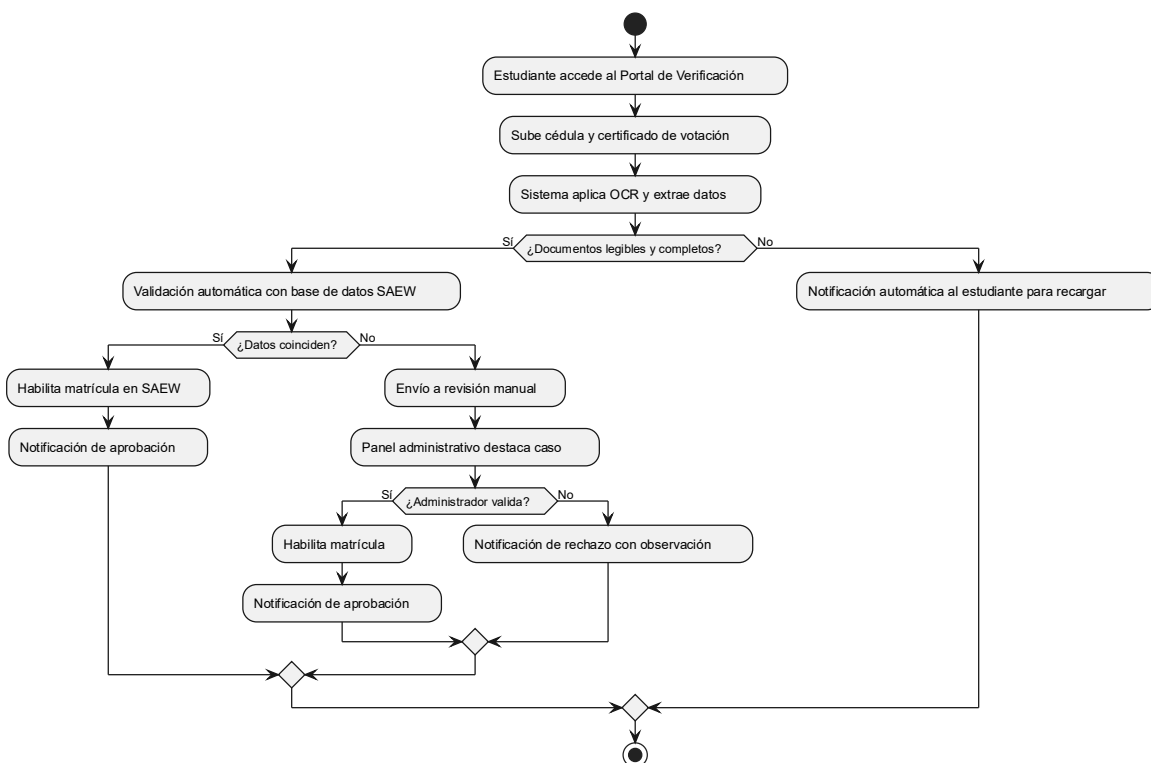 Estudiante accede al Portal de Verificación
Sube cédula y certificado de votación
Sistema aplica OCR y extrae datos
Sí
¿Documentos legibles y completos?
No
Validación automática con base de datos SAEW
Notificación automática al estudiante para recargar
Sí
¿Datos coinciden?
No
Habilita matrícula en SAEW
Envío a revisión manual
Notificación de aprobación
Panel administrativo destaca caso
Sí
¿Administrador valida?
No
Habilita matrícula
Notificación de rechazo con observación
Notificación de aprobación